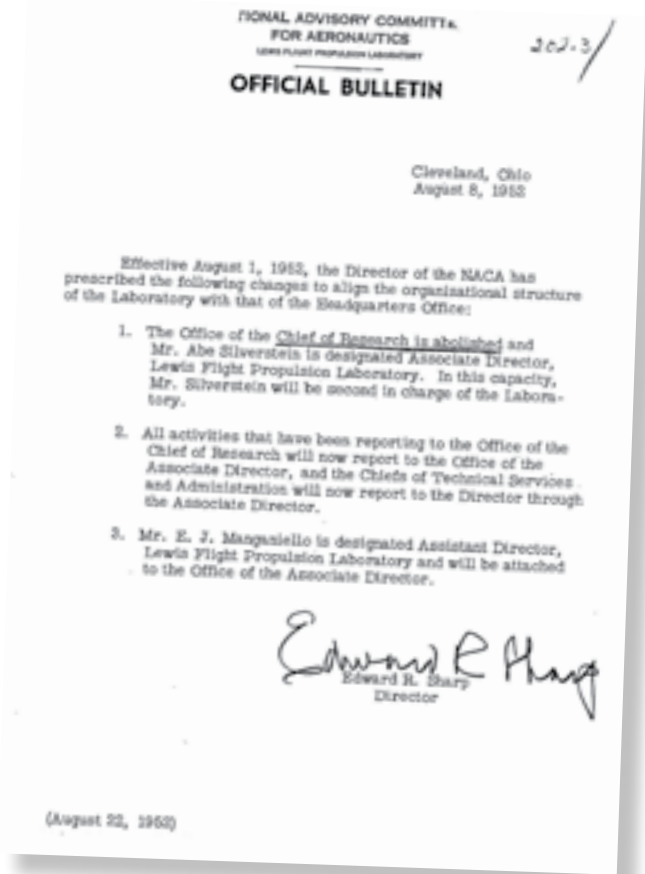 TIONAL ADVISORY COMMITTE
FOR AERONAUTICS
LEWIS FLIGHT PROPULSION LABORATORY
OFFICIAL BULLETIN
202-3/
Cleveland, Ohio
August 8, 1952
Effective August 1, 1952, the Director of the NACA has
prescribed the following changes to align the organizational structure
of the Laboratory with that of the Headquarters Office:
1. The Office of the Chief of Research is abolished and
Mr. Abe Silverstein is designated Associate Director,
Lewis Flight Propulsion Laboratory. In this capacity,
Mr. Silverstein will be second in charge of the Labora-
tory.
2. All activities that have been reporting to the Office of the
Chief of Research will now report to the Office of the
Associate Director, and the Chiefs of Technical Services
and Administration will now report to the Director through
the Associate Director.
3. Mr. E. J. Manganiello is designated Assistant Director,
Lewis Flight Propulsion Laboratory and will be attached
to the Office of the Associate Director.
Edward R Sharp
Edward R. Sharp
Director
(August 22, 1952)